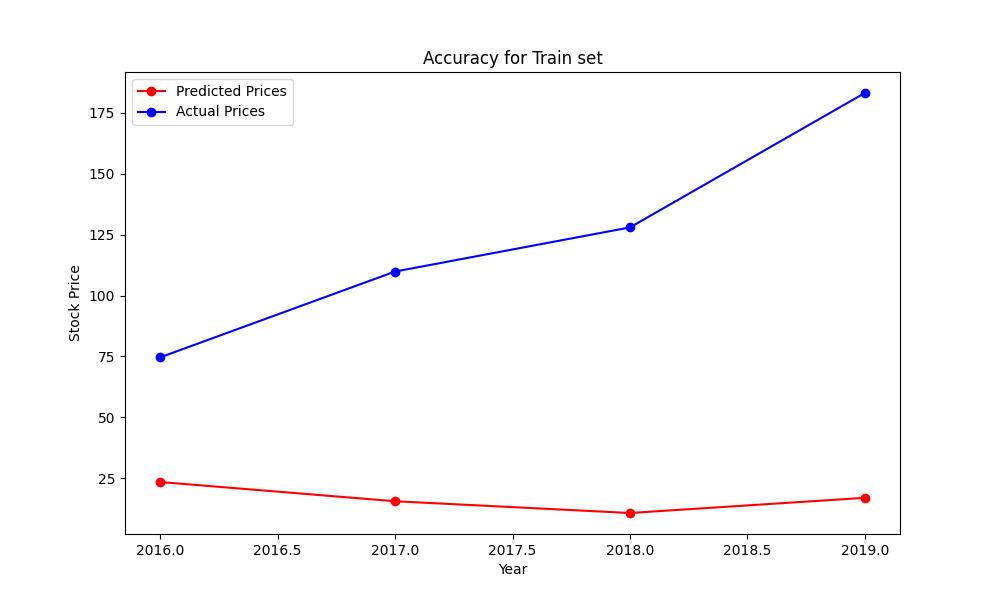 Accuracy for Train set
Predicted Prices
Actual Prices
175
150
125
100
75
50
25
Stock Price
2016.0 2016.5 2017.0 2017.5 2018.0 2018.5 2019.0
Year